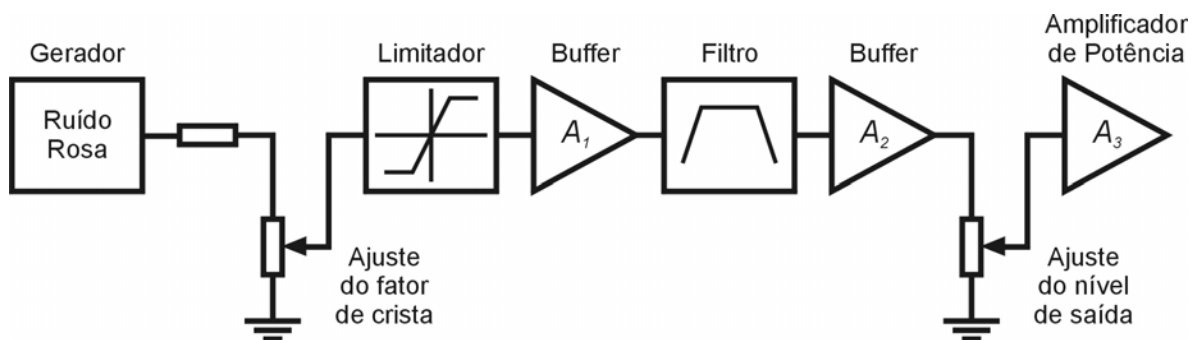 Gerador
Limitador
Buffer
Filtro
Buffer
Amplificador
de Potência
Ruído
Rosa
A1
A2
A3
Ajuste
do fator
de crista
Ajuste
do nível
de saída